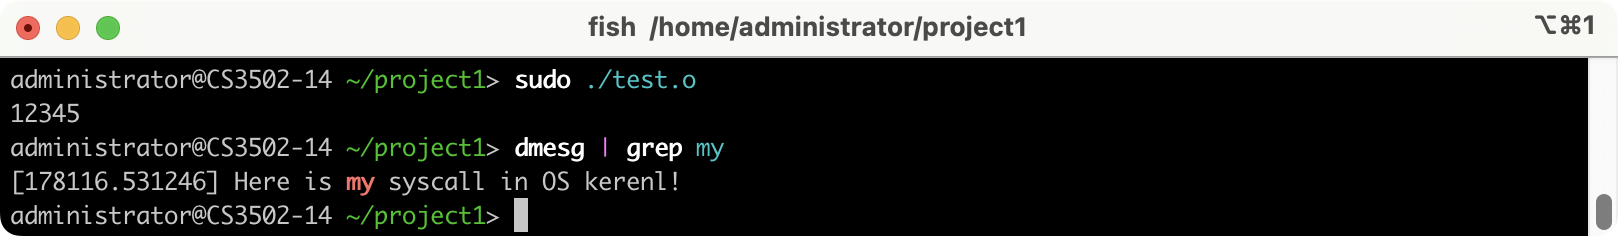 fish /home/administrator/project1 ⌥⌘1
administrator@CS3502-14 ~/project1> sudo ./test.o
12345
administrator@CS3502-14 ~/project1> dmesg | grep my
[178116.531246] Here is my syscall in OS kerenl!
administrator@CS3502-14 ~/project1>